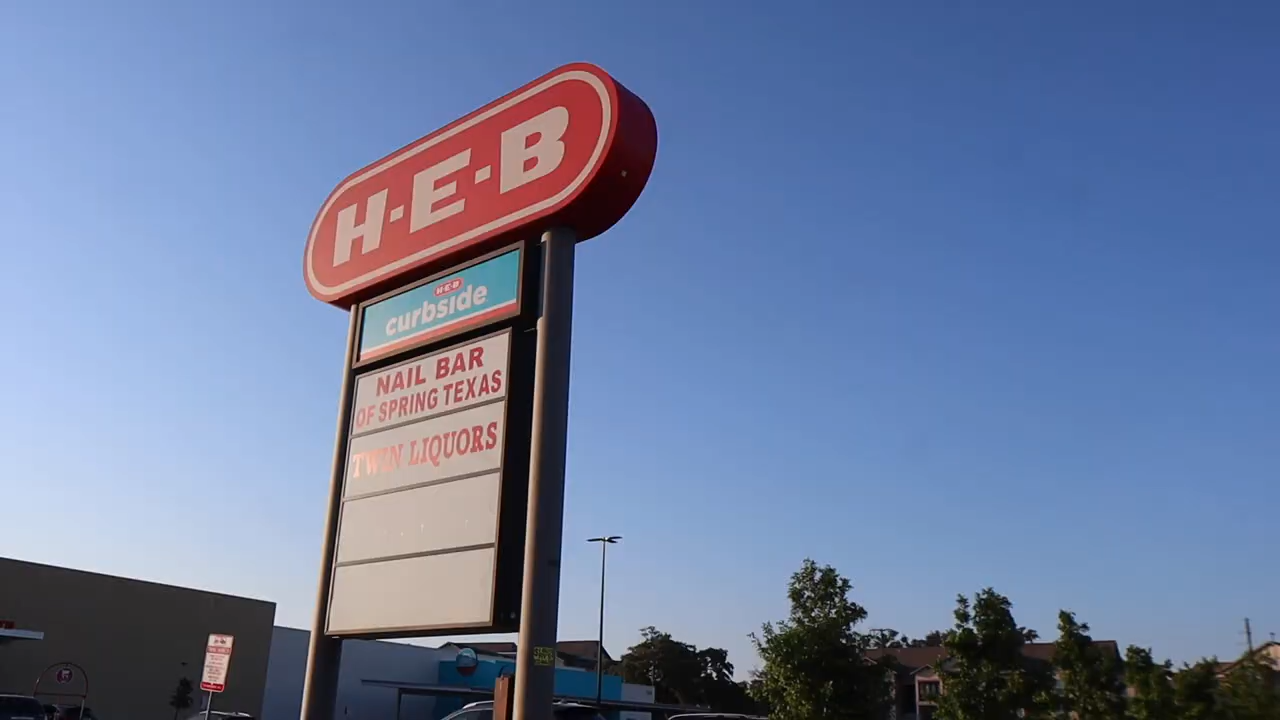 H-E-B
H-E-B
curbside
NAIL BAR
OF SPRING TEXAS
TWIN LIQUORS